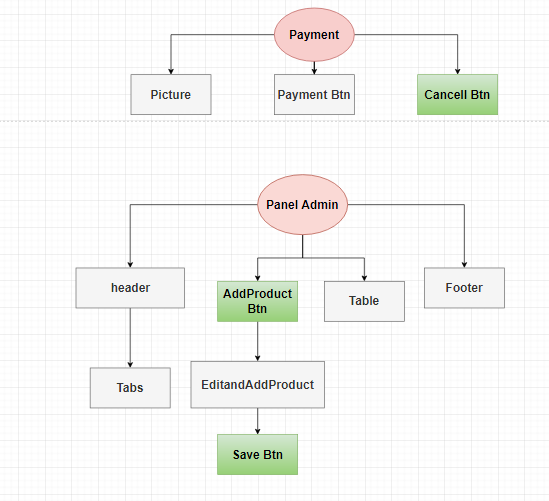 Payment
Picture
Payment Btn
Cancell Btn
Panel Admin
header
AddProduct
Btn
Table
Footer
Tabs
EditandAddProduct
Save Btn